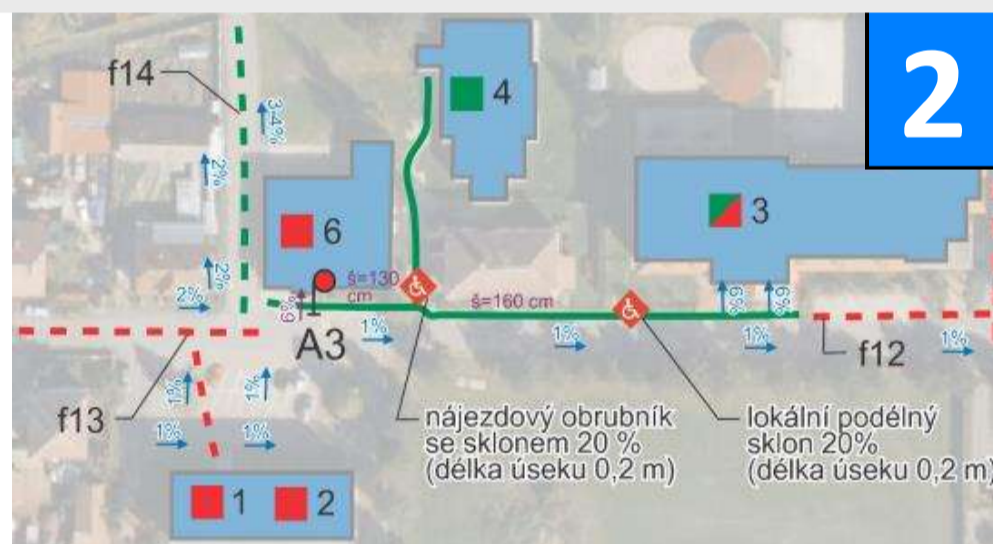 2
f14
3,4%
2%
4
3
6
š=130
cm
2%
6%
š=160 cm
6%
6%
2%
1%
A3
1%
1%
f12
1%
f13
1%
1%
nájezdový obrubník
se sklonem 20 %
(délka úseku 0,2 m)
lokální podélný
sklon 20%
(délka úseku 0,2 m)
1%
1%
1
2